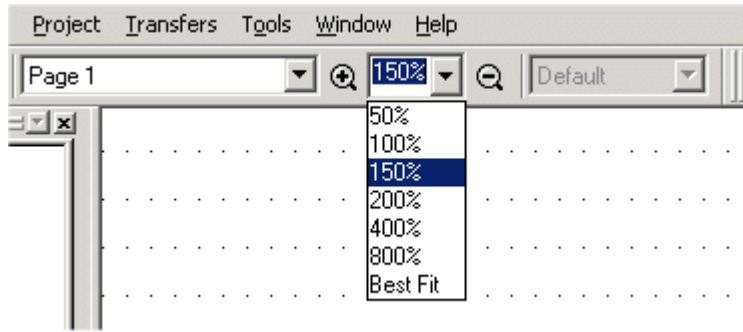 Project Transfers Tools Window Help
Page 1 150% Default
50%
100%
150%
200%
400%
800%
Best Fit